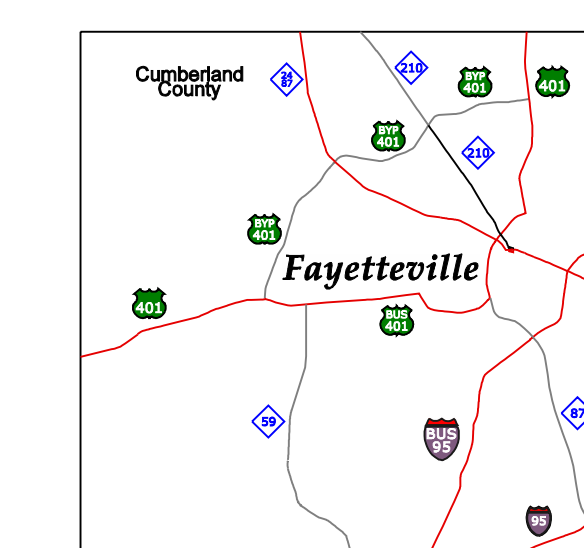 210
Cumberland
County
24
87
BYP
401
401
BYP
401
210
BYP
401
Fayetteville
401
BUS
401
87
59
BUS
95
95